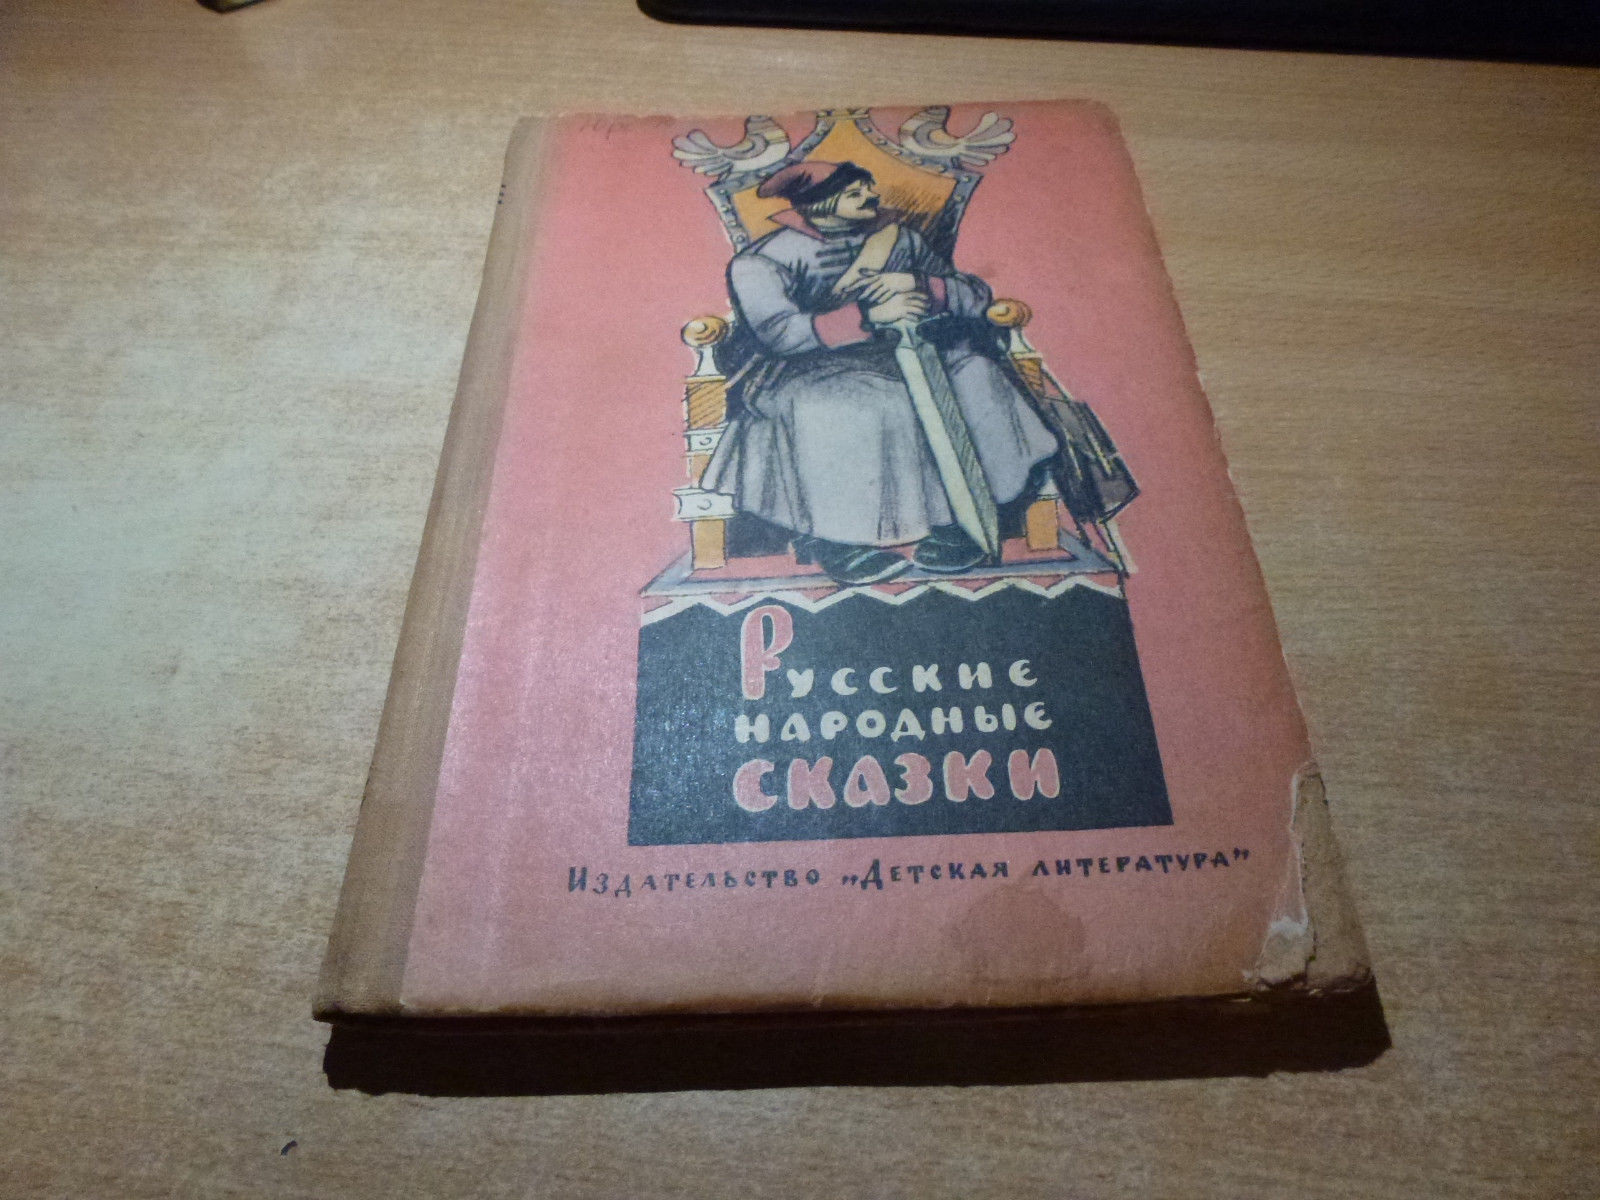 Русские
народные
сказки
Издательство „Детская литература"